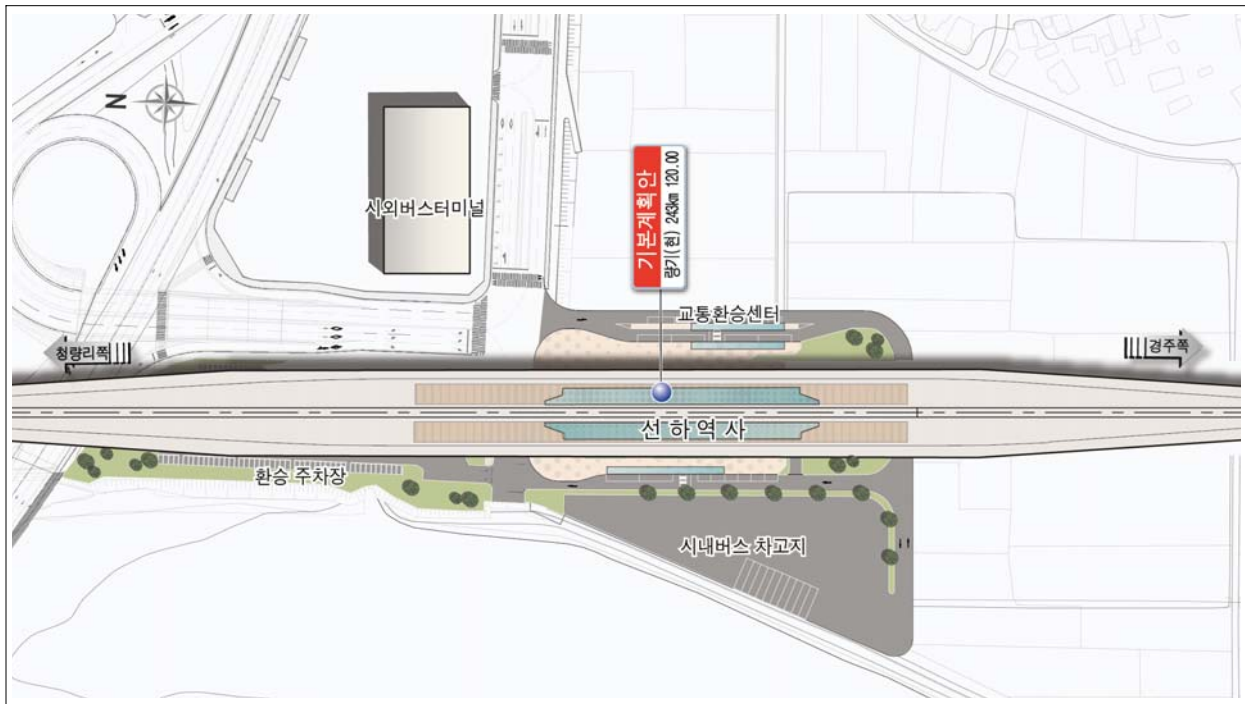 N
시외버스터미널
기본계획안
랑기(현) 243km 120.00
교통환승센터
청량리쪽
경주쪽
선하역사
환승 주차장
시내버스 차고지